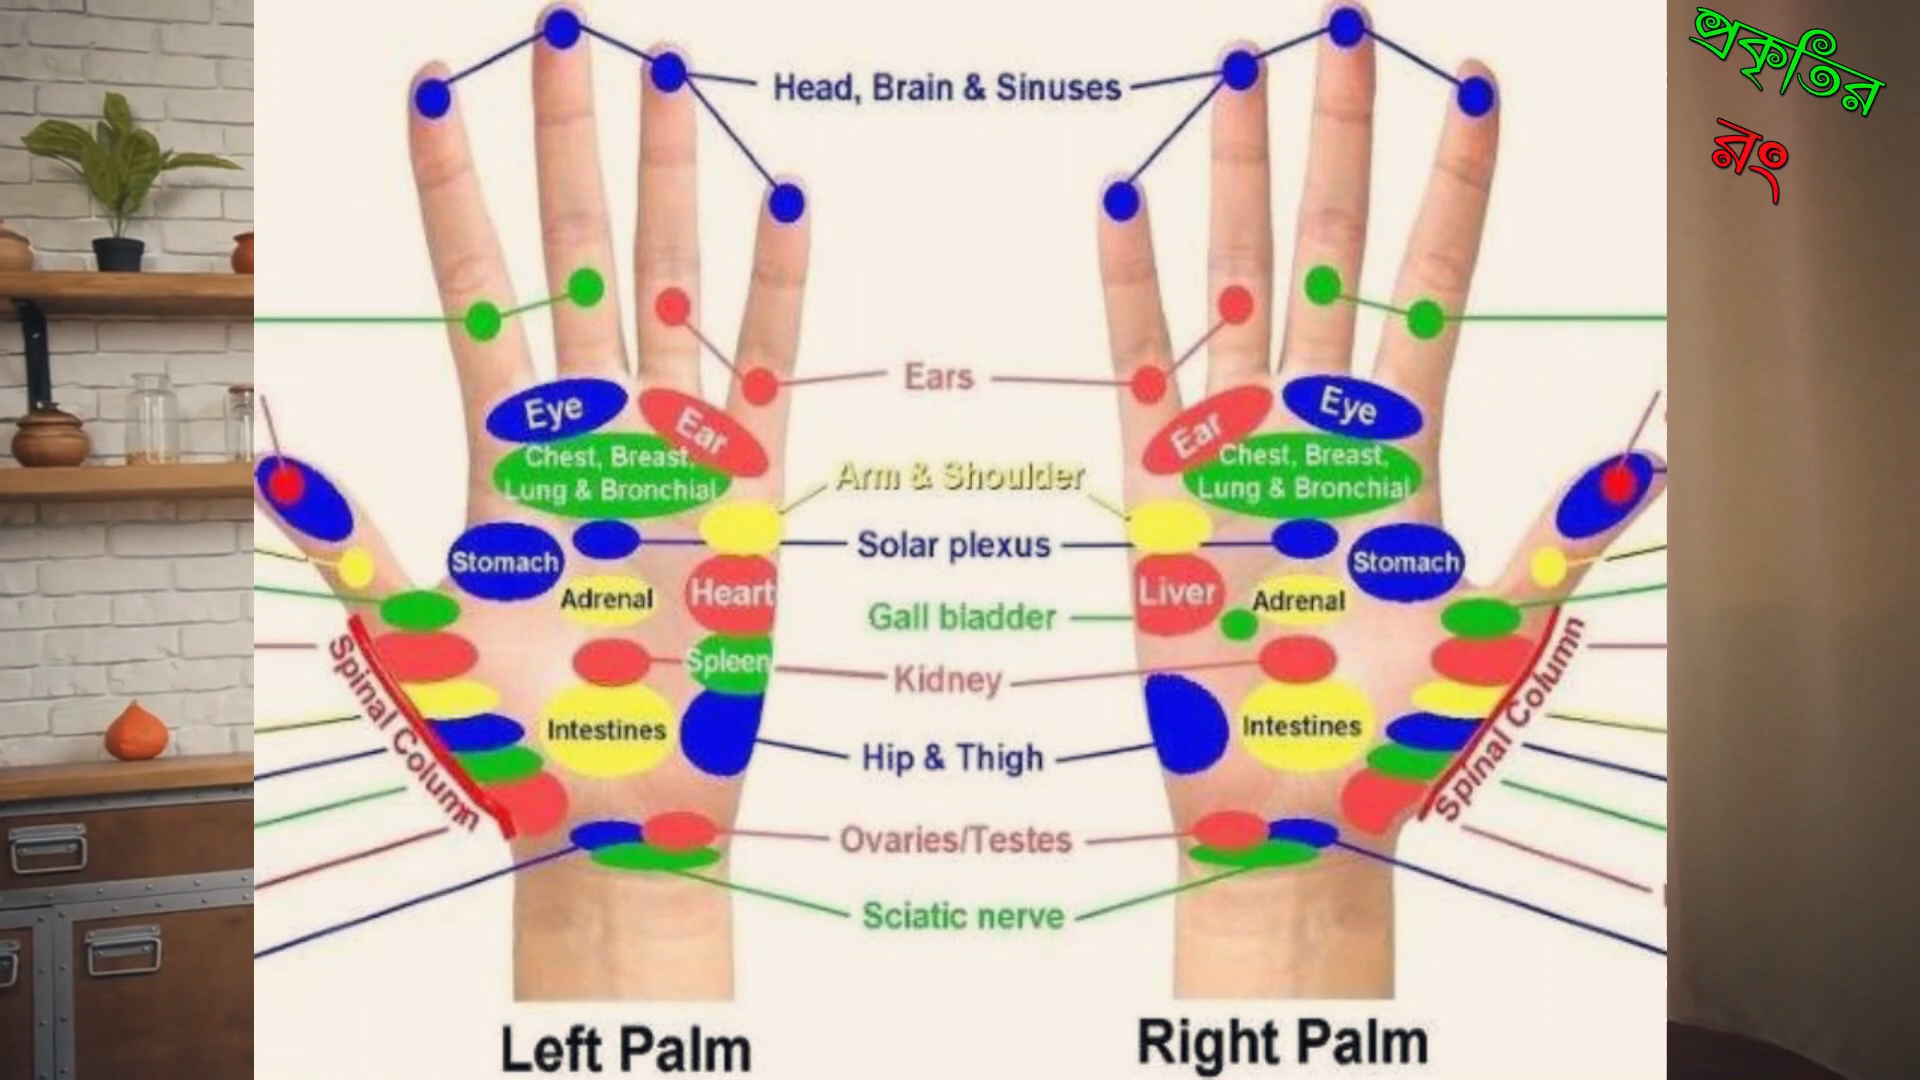 প্রকৃতির
রং
Head, Brain & Sinuses
Ears
Eye
Ear
Chest, Breast,
Lung & Bronchial
Ear
Eye
Chest, Breast,
Lung & Bronchial
Arm & Shoulder
Solar plexus
Stomach
Adrenal
Heart
Spleen
Liver
Adrenal
Stomach
Gall bladder
Kidney
Intestines
Intestines
Spinal Column
Spinal Column
Hip & Thigh
Ovaries/Testes
Sciatic nerve
Left Palm
Right Palm